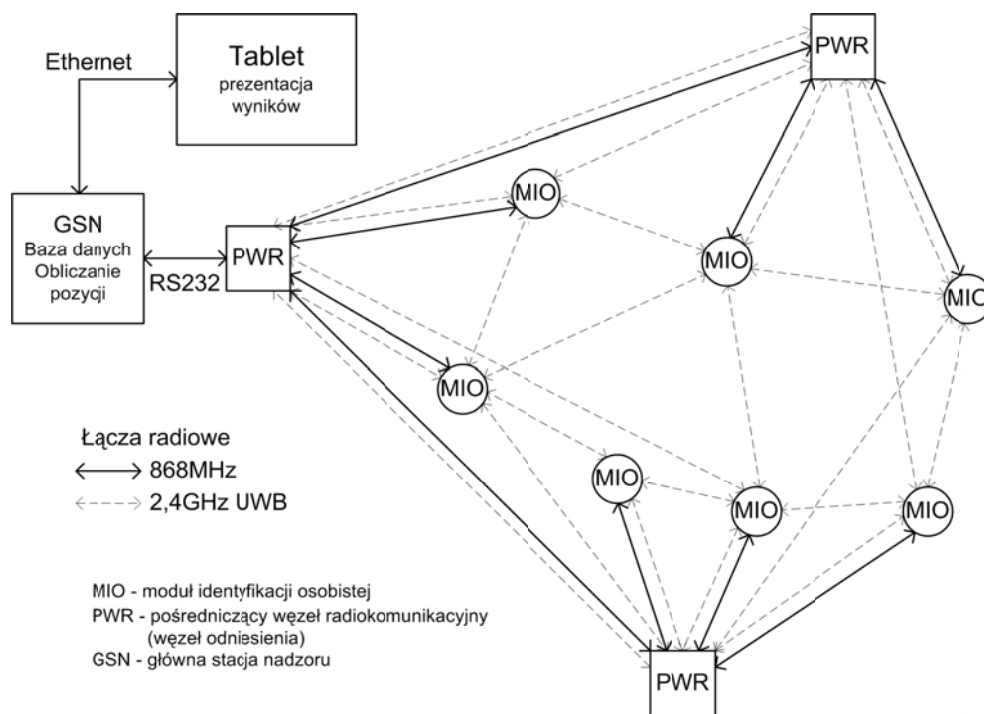 Ethernet
Tablet
prezentacja
wyników
PWR
GSN
Baza danych
Obliczanie
pozycji
RS232
PWR
MIO
MIO
MIO
MIO
MIO
MIO
MIO
PWR
Łącza radiowe
868MHz
2,4GHz UWB
MIO - moduł identyfikacji osobistej
PWR - pośredniczący węzeł radiokomunikacyjny
(węzeł odniesienia)
GSN - główna stacja nadzoru